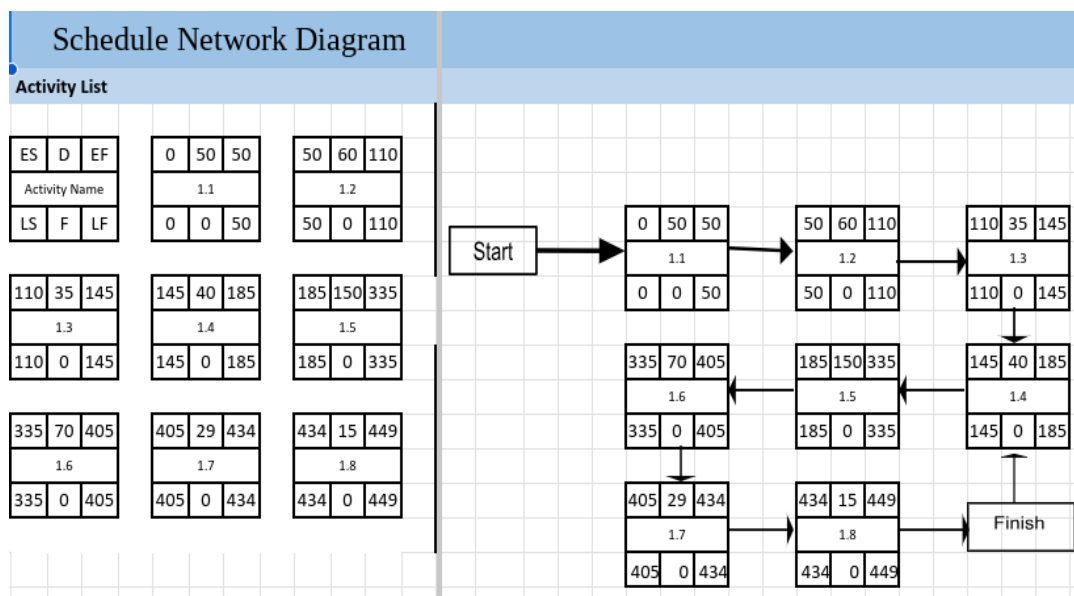 Schedule Network Diagram
Activity List
ES D EF
Activity Name
LS F LF
0 50 50
1.1
0 0 50
50 60 110
1.2
50 0 110
110 35 145
1.3
110 0 145
145 40 185
1.4
145 0 185
185 150 335
1.5
185 0 335
335 70 405
1.6
335 0 405
405 29 434
1.7
405 0 434
434 15 449
1.8
434 0 449
Start
0 50 50
1.1
0 0 50
50 60 110
1.2
50 0 110
110 35 145
1.3
110 0 145
335 70 405
1.6
335 0 405
185 150 335
1.5
185 0 335
145 40 185
1.4
145 0 185
405 29 434
1.7
405 0 434
434 15 449
1.8
434 0 449
Finish